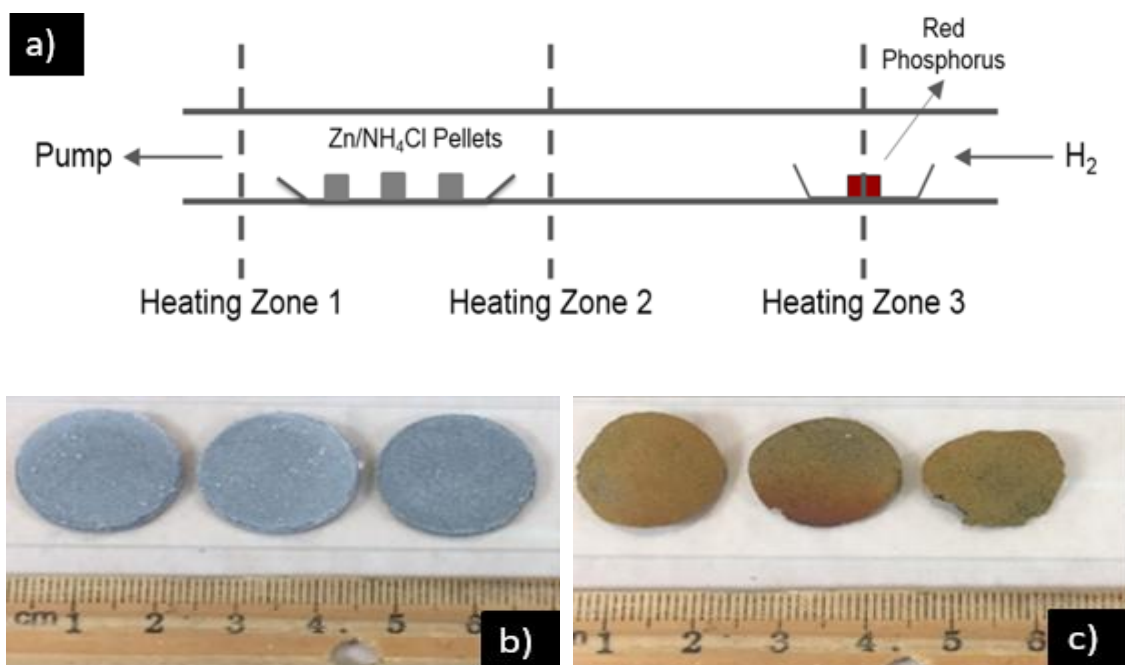 a)
Red
Phosphorus
Zn/NH₄Cl Pellets
Pump
H₂
Heating Zone 1
Heating Zone 2
Heating Zone 3
cm 1 2 3 4 5 6
b)
1 2 3 4 5 6
c)